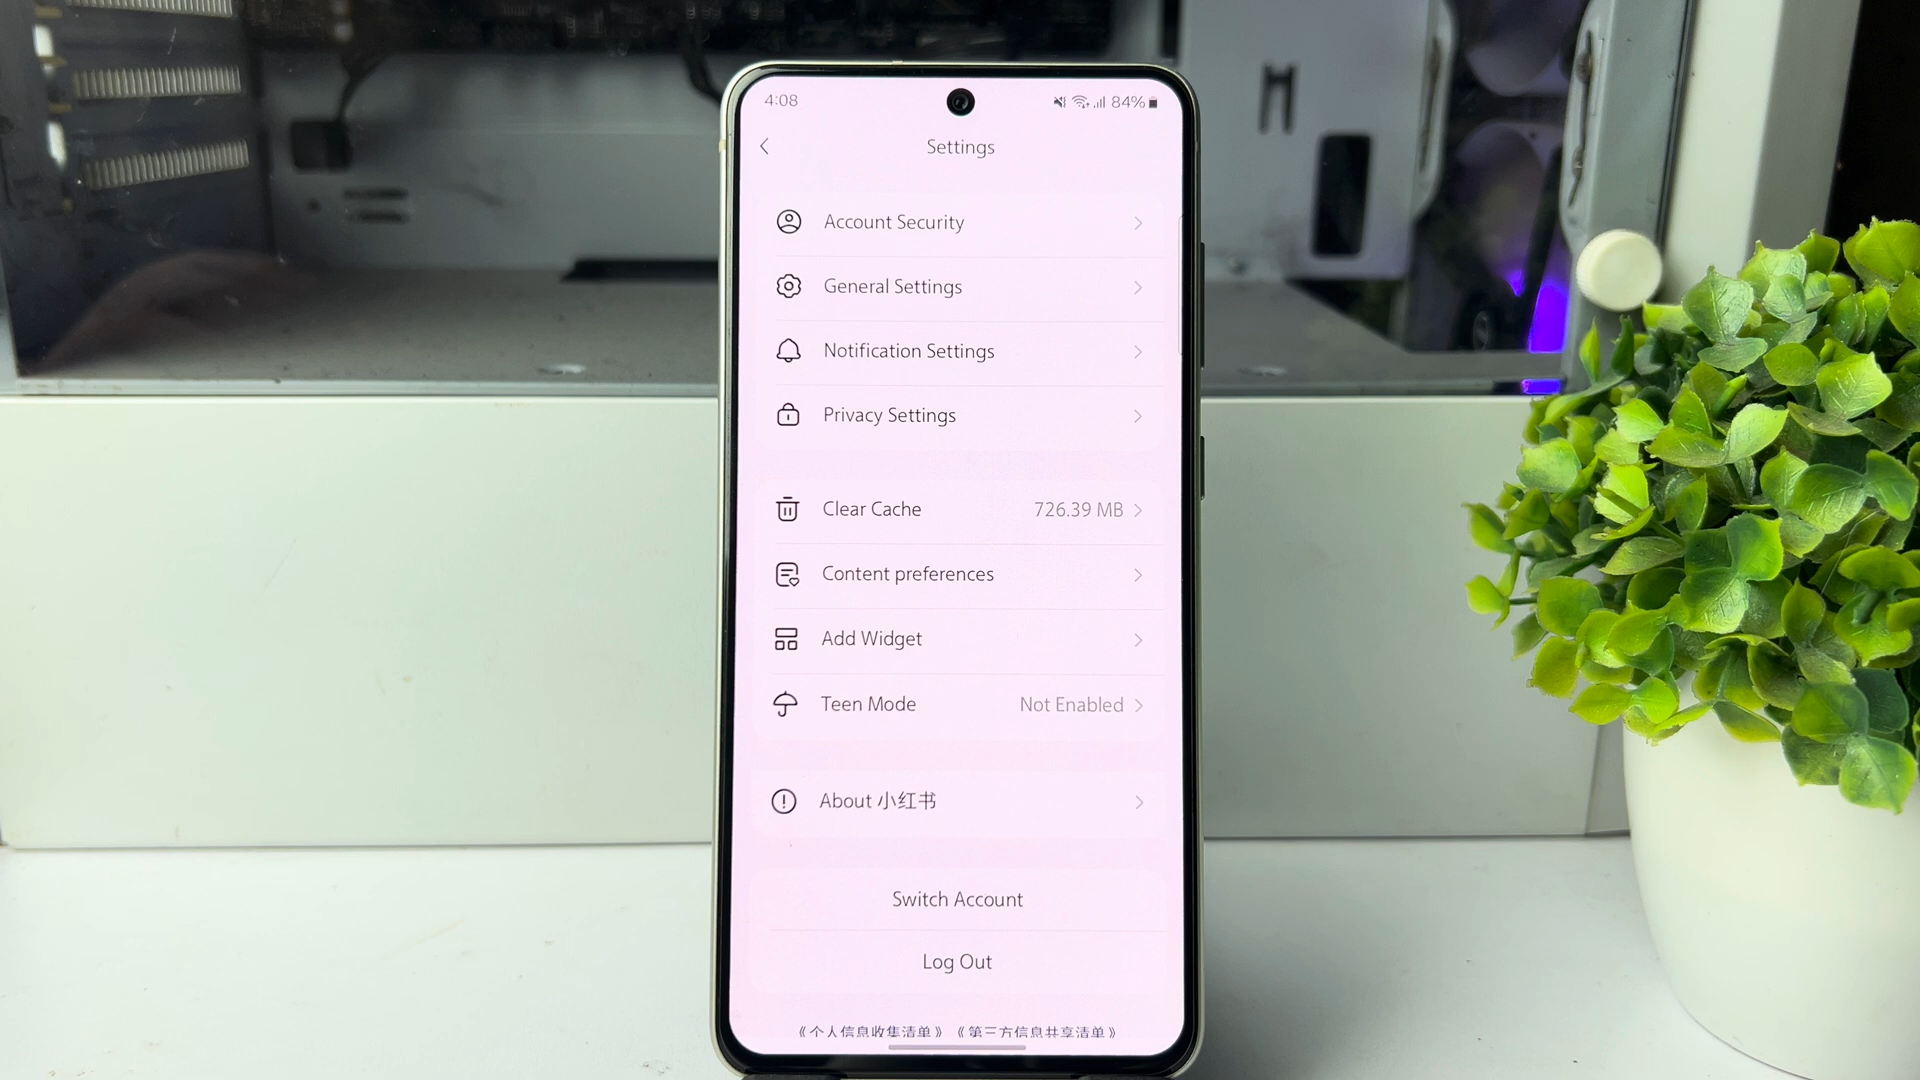 4:08 84%
Settings
Account Security
General Settings
Notification Settings
Privacy Settings
Clear Cache 726.39 MB
Content preferences
Add Widget
Teen Mode Not Enabled
About 小红书
Switch Account
Log Out
《个人信息收集清单》《第三方信息共享清单》